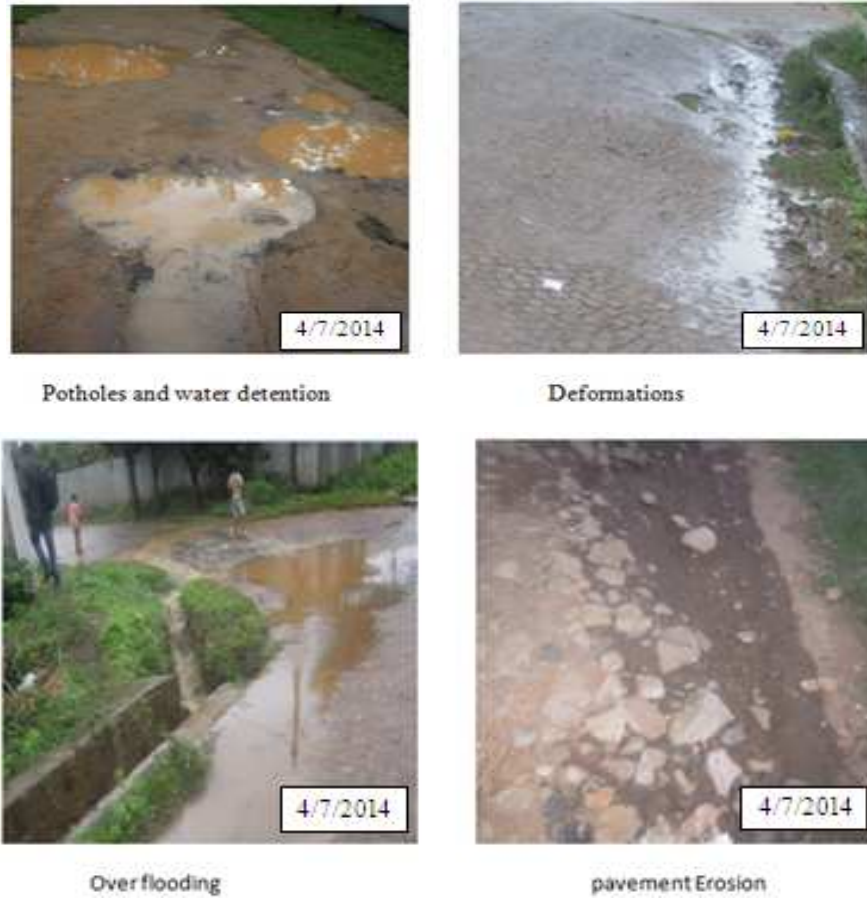 4/7/2014
4/7/2014
Potholes and water detention
Deformations
4/7/2014
4/7/2014
Over flooding
pavement Erosion